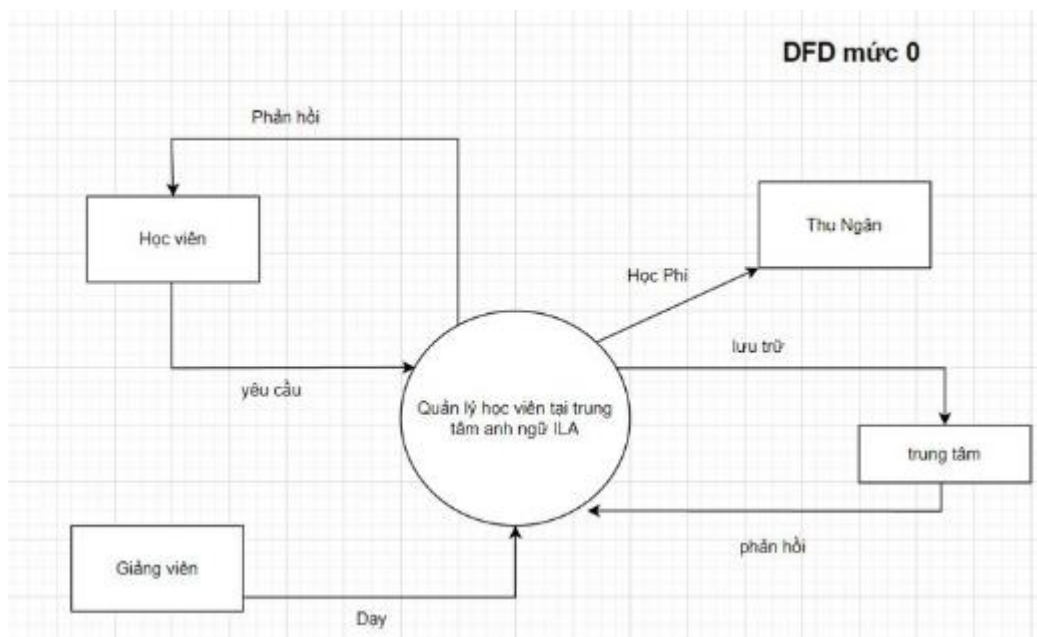 DFD mức 0
Phản hồi
Học viên
Thu Ngân
Học Phí
lưu trữ
yêu cầu
Quản lý học viên tại trung
tâm anh ngữ ILA
trung tâm
phản hồi
Giảng viên
Dạy